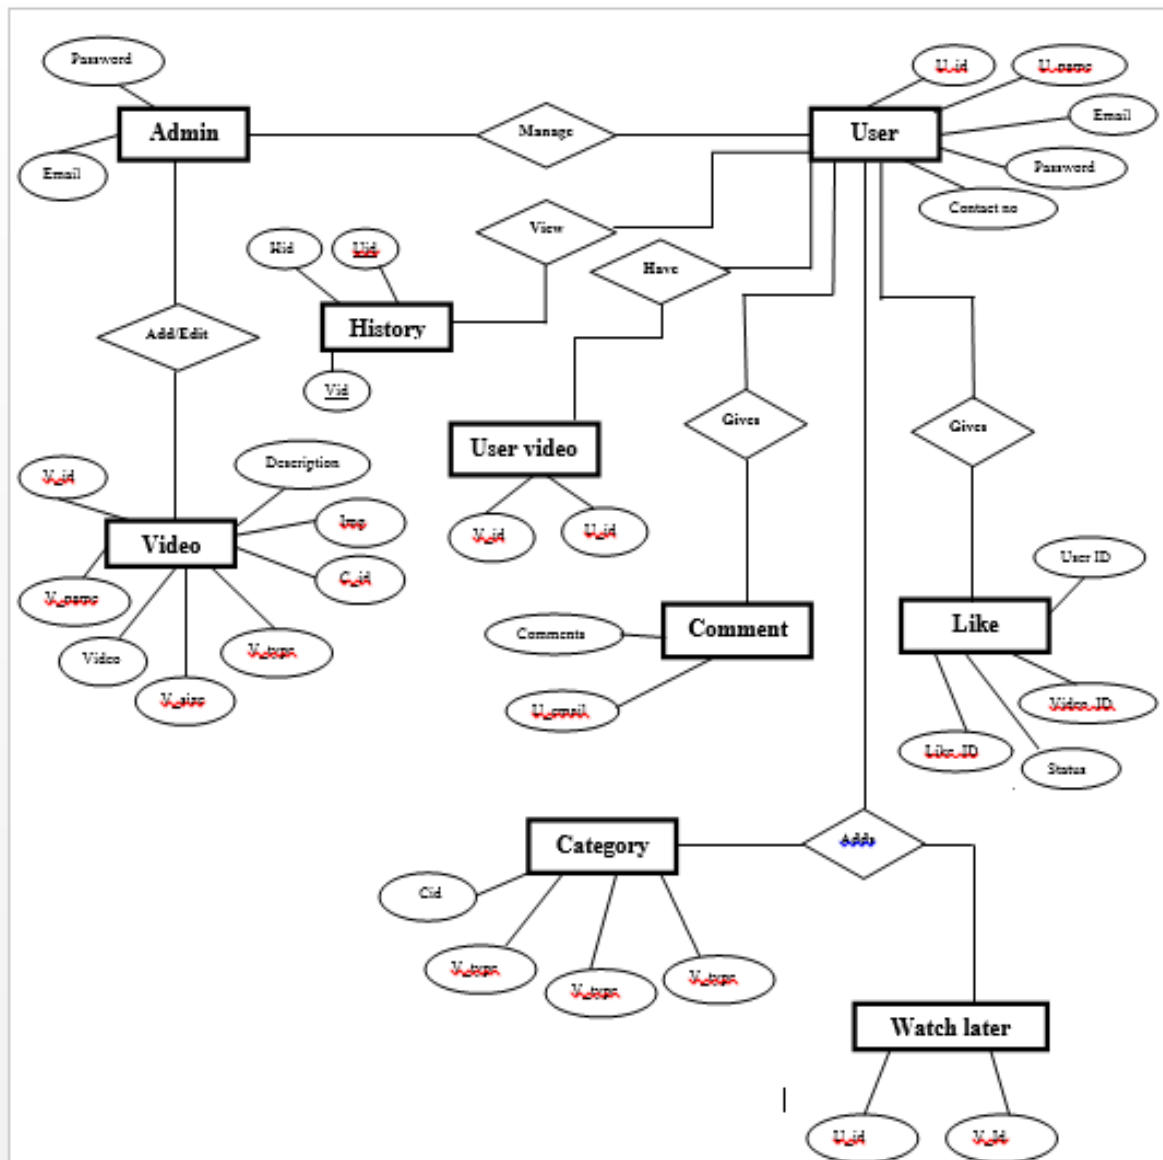 Password
U_id
U_name
Admin
Manage
User
Email
Email
Password
Contact no
View
Hid
Uid
Have
History
Add/Edit
Vid
Gives
Gives
User video
Description
V_id
Img
V_id
U_id
Video
C_id
User ID
V_name
Comments
Comment
Like
Video
V_type
V_size
U_email
Video_ID
Like_ID
Status
Category
Adds
Cid
V_type
V_type
V_type
Watch later
U_id
V_Id